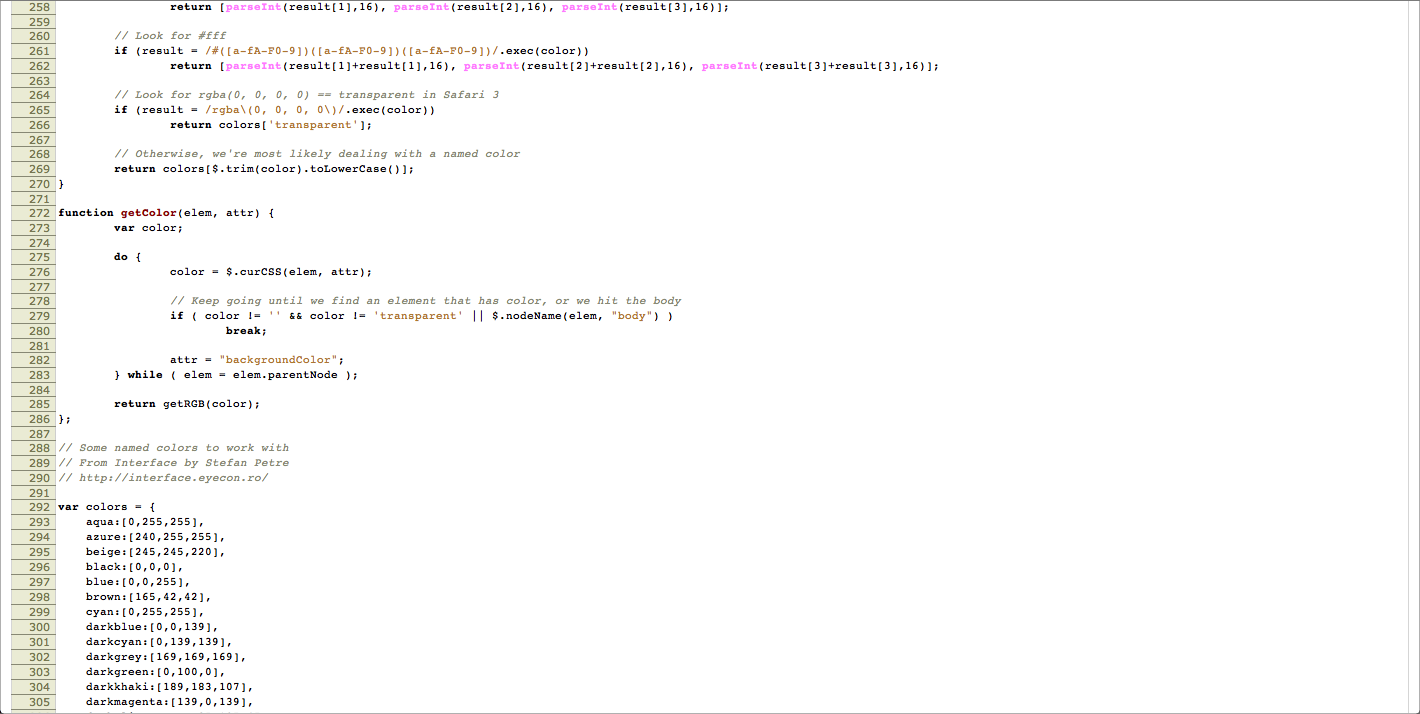 258 return [parseInt(result[1],16), parseInt(result[2],16), parseInt(result[3],16)];
259
260 // Look for #fff
261 if (result = /#([a-fA-F0-9])([a-fA-F0-9])([a-fA-F0-9])/.exec(color))
262 return [parseInt(result[1]+result[1],16), parseInt(result[2]+result[2],16), parseInt(result[3]+result[3],16)];
263
264 // Look for rgba(0, 0, 0, 0) == transparent in Safari 3
265 if (result = /rgba\(0, 0, 0, 0\)/.exec(color))
266 return colors['transparent'];
267
268 // Otherwise, we're most likely dealing with a named color
269 return colors[$.trim(color).toLowerCase()];
270 }
271
272 function getColor(elem, attr) {
273 var color;
274
275 do {
276 color = $.curCSS(elem, attr);
277
278 // Keep going until we find an element that has color, or we hit the body
279 if ( color != '' && color != 'transparent' || $.nodeName(elem, "body") )
280 break;
281
282 attr = "backgroundColor";
283 } while ( elem = elem.parentNode );
284
285 return getRGB(color);
286 };
287
288 // Some named colors to work with
289 // From Interface by Stefan Petre
290 // http://interface.eyecon.ro/
291
292 var colors = {
293 aqua:[0,255,255],
294 azure:[240,255,255],
295 beige:[245,245,220],
296 black:[0,0,0],
297 blue:[0,0,255],
298 brown:[165,42,42],
299 cyan:[0,255,255],
300 darkblue:[0,0,139],
301 darkcyan:[0,139,139],
302 darkgrey:[169,169,169],
303 darkgreen:[0,100,0],
304 darkkhaki:[189,183,107],
305 darkmagenta:[139,0,139],